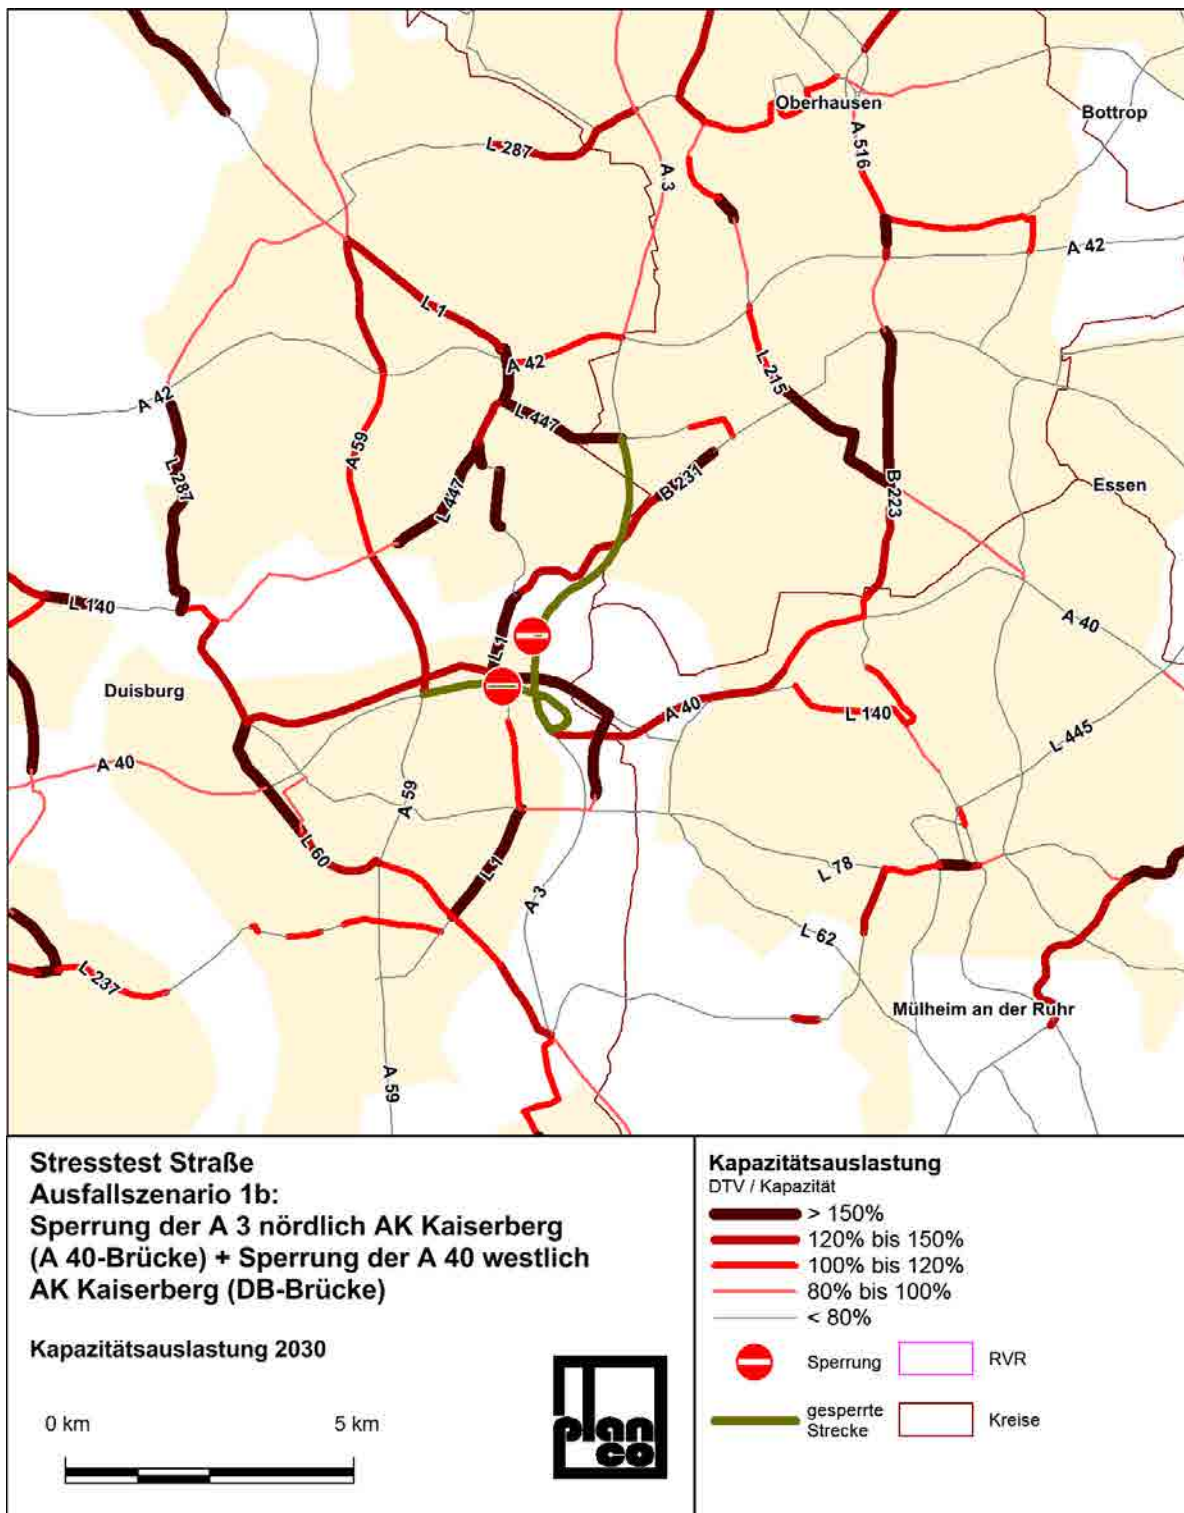 Oberhausen
Bottrop
A 516
L 287
A 3
A 42
L 1
A 42
L 215
A 42
L 447
A 59
L 287
B 231
L 447
B 223
Essen
L 140
L 1
A 40
Duisburg
A 40
L 140
L 445
A 40
A 59
L 60
L 1
L 78
A 3
L 62
L 237
Mülheim an der Ruhr
A 59
Stresstest Straße
Ausfallszenario 1b:
Sperrung der A 3 nördlich AK Kaiserberg
(A 40-Brücke) + Sperrung der A 40 westlich
AK Kaiserberg (DB-Brücke)
Kapazitätsauslastung 2030
0 km 5 km
plan
co
Kapazitätsauslastung
DTV / Kapazität
> 150%
120% bis 150%
100% bis 120%
80% bis 100%
< 80%
Sperrung
RVR
gesperrte
Strecke
Kreise